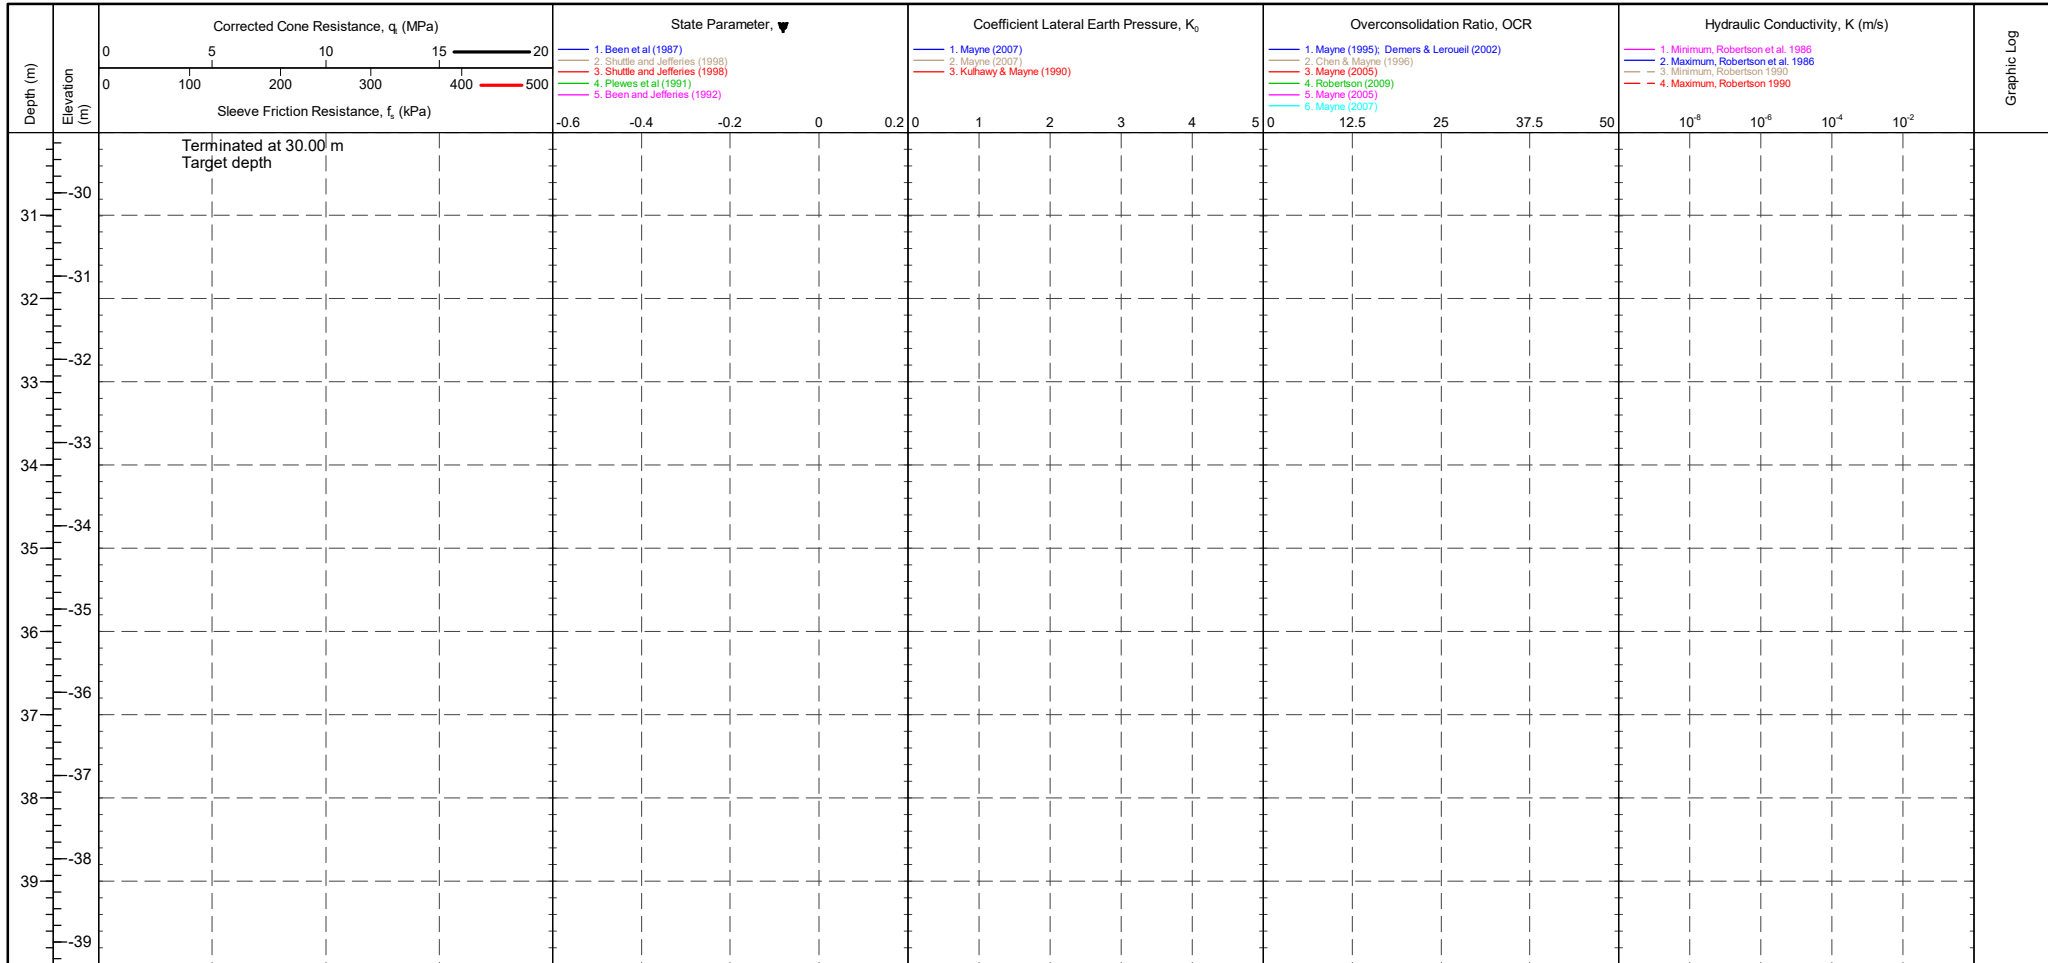 Depth (m)
Elevation
(m)
Corrected Cone Resistance, qt (MPa)
0 5 10 15 20
0 100 200 300 400 500
Sleeve Friction Resistance, fs (kPa)
State Parameter, Ψ
1. Been et al (1987)
2. Shuttle and Jefferies (1998)
3. Shuttle and Jefferies (1998)
4. Plewes et al (1991)
5. Been and Jefferies (1992)
-0.6 -0.4 -0.2 0 0.2
Coefficient Lateral Earth Pressure, K0
1. Mayne (2007)
2. Mayne (2007)
3. Kulhawy & Mayne (1990)
0 1 2 3 4 5
Overconsolidation Ratio, OCR
1. Mayne (1995); Demers & Leroueil (2002)
2. Chen & Mayne (1996)
3. Mayne (2005)
4. Robertson (2009)
5. Mayne (2005)
6. Mayne (2007)
0 12.5 25 37.5 50
Hydraulic Conductivity, K (m/s)
1. Minimum, Robertson et al. 1986
2. Maximum, Robertson et al. 1986
3. Minimum, Robertson 1990
4. Maximum, Robertson 1990
10-8 10-6 10-4 10-2
Graphic Log
Terminated at 30.00 m
Target depth
-30
31
-31
32
-32
33
-33
34
-34
35
-35
36
-36
37
-37
38
-38
39
-39